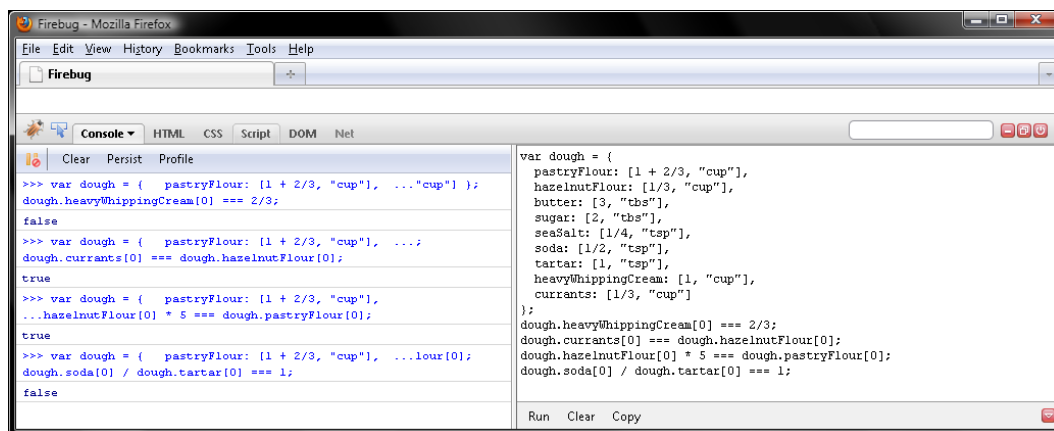 Firebug - Mozilla Firefox
File Edit View History Bookmarks Tools Help
Firebug
Console HTML CSS Script DOM Net
Clear Persist Profile
>>> var dough = {   pastryFlour: [1 + 2/3, "cup"],  ..."cup"] };
dough.heavyWhippingCream[0] === 2/3;
false
>>> var dough = {   pastryFlour: [1 + 2/3, "cup"],  ...;
dough.currants[0] === dough.hazelnutFlour[0];
true
>>> var dough = {   pastryFlour: [1 + 2/3, "cup"],
...hazelnutFlour[0] * 5 === dough.pastryFlour[0];
true
>>> var dough = {   pastryFlour: [1 + 2/3, "cup"],  ...lour[0];
dough.soda[0] / dough.tartar[0] === 1;
false
var dough = {
  pastryFlour: [1 + 2/3, "cup"],
  hazelnutFlour: [1/3, "cup"],
  butter: [3, "tbs"],
  sugar: [2, "tbs"],
  seaSalt: [1/4, "tsp"],
  soda: [1/2, "tsp"],
  tartar: [1, "tsp"],
  heavyWhippingCream: [1, "cup"],
  currants: [1/3, "cup"]
};
dough.heavyWhippingCream[0] === 2/3;
dough.currants[0] === dough.hazelnutFlour[0];
dough.hazelnutFlour[0] * 5 === dough.pastryFlour[0];
dough.soda[0] / dough.tartar[0] === 1;
Run Clear Copy